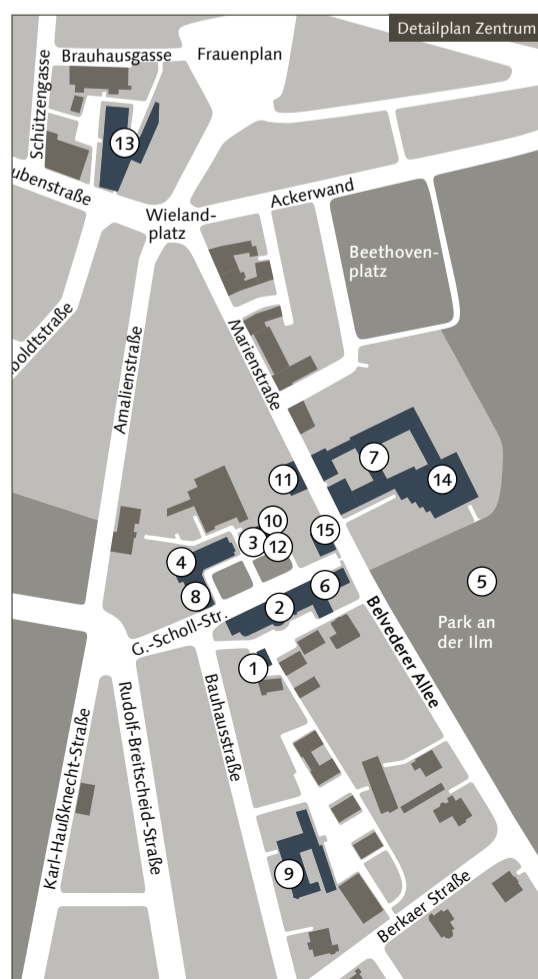 Detailplan Zentrum
Schützengasse
Brauhausgasse
Frauenplan
13
ubenstraße
Wieland-
platz
Ackerwand
Beethoven-
platz
boldtstraße
Amalienstraße
Marienstraße
7
11
14
10
15
3
12
4
5
6
8
2
G.-Scholl-Str.
Park an
der Ilm
Belvederer Allee
1
Karl-Haußknecht-Straße
Rudolf-Breitscheid-Straße
Bauhausstraße
9
Berkaer Straße